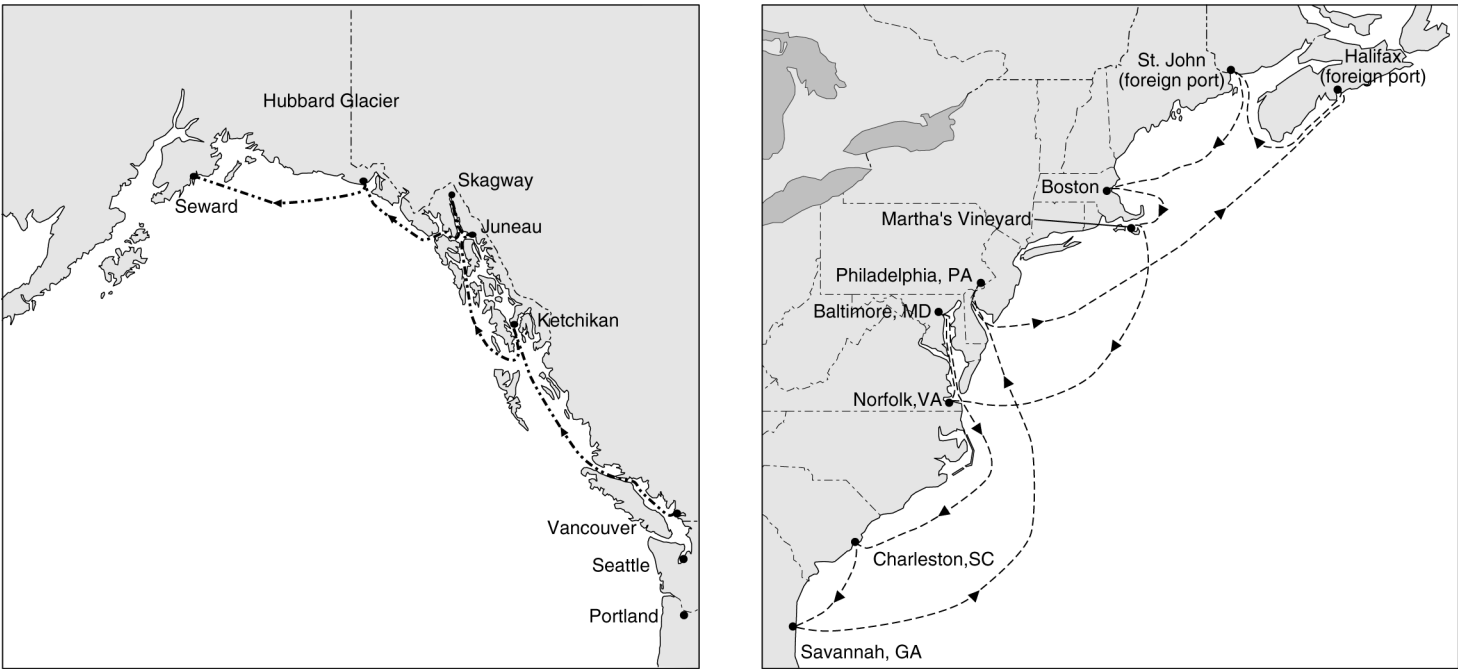 Hubbard Glacier
Skagway
Seward
Juneau
Ketchikan
Vancouver
Seattle
Portland
St. John
(foreign port)
Halifax
(foreign port)
Boston
Martha's Vineyard
Philadelphia, PA
Baltimore, MD
Norfolk,VA
Charleston,SC
Savannah, GA